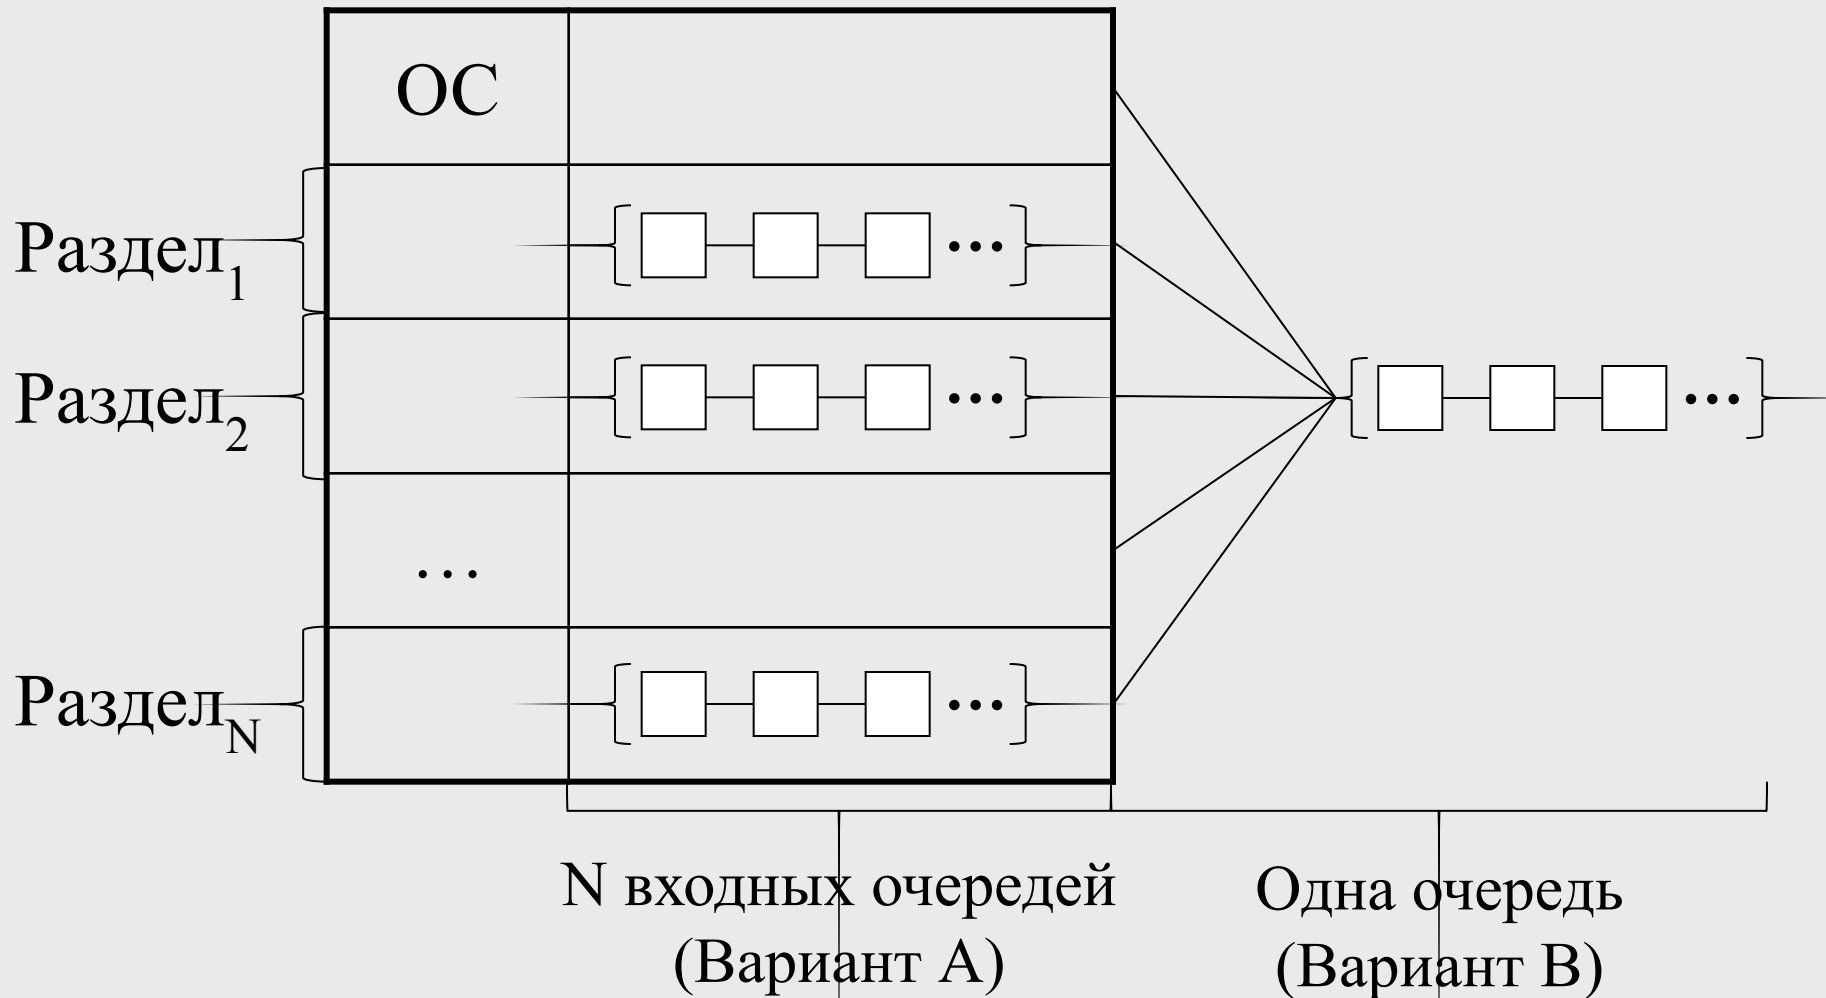 ОС
Раздел1
Раздел2
...
РазделN
N входных очередей
(Вариант А)
Одна очередь
(Вариант В)